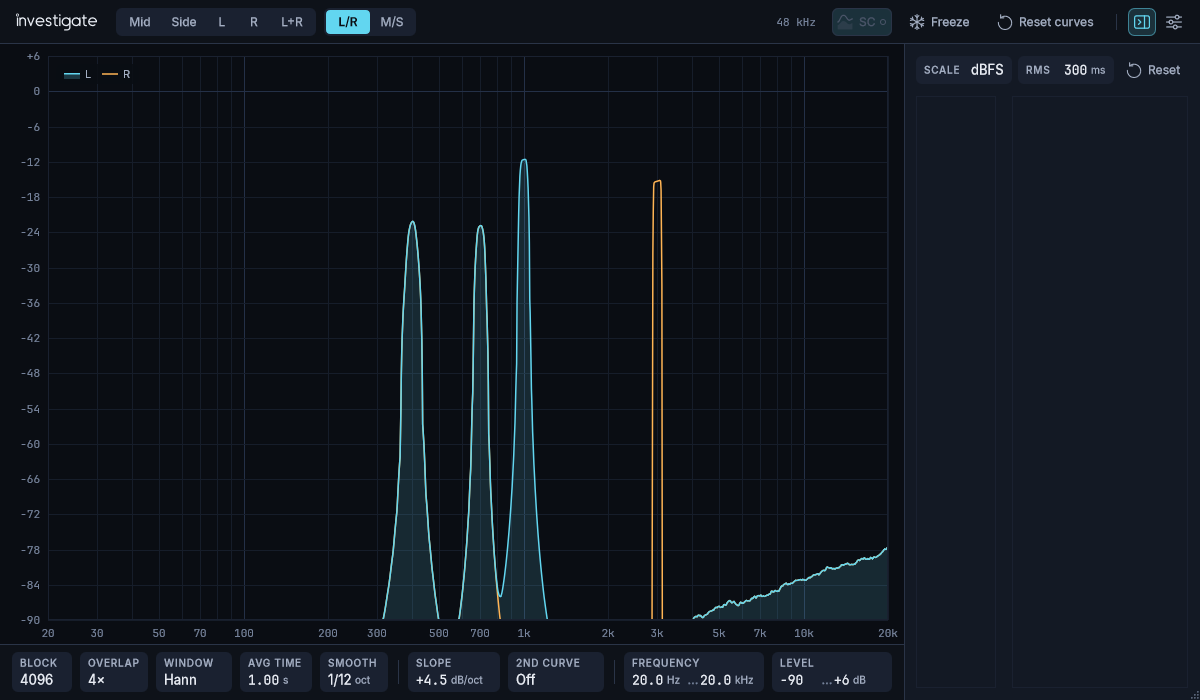 investigate Mid Side L R L+R L/R M/S 48 kHz SC Freeze Reset curves
SCALE dBFS RMS 300 ms Reset
L R
+6
0
-6
-12
-18
-24
-30
-36
-42
-48
-54
-60
-66
-72
-78
-84
-90
20 30 50 70 100 200 300 500 700 1k 2k 3k 5k 7k 10k 20k
BLOCK OVERLAP WINDOW AVG TIME SMOOTH SLOPE 2ND CURVE FREQUENCY LEVEL
4096 4× Hann 1.00 s 1/12 oct +4.5 dB/oct Off 20.0 Hz ...20.0 kHz -90 ...+6 dB